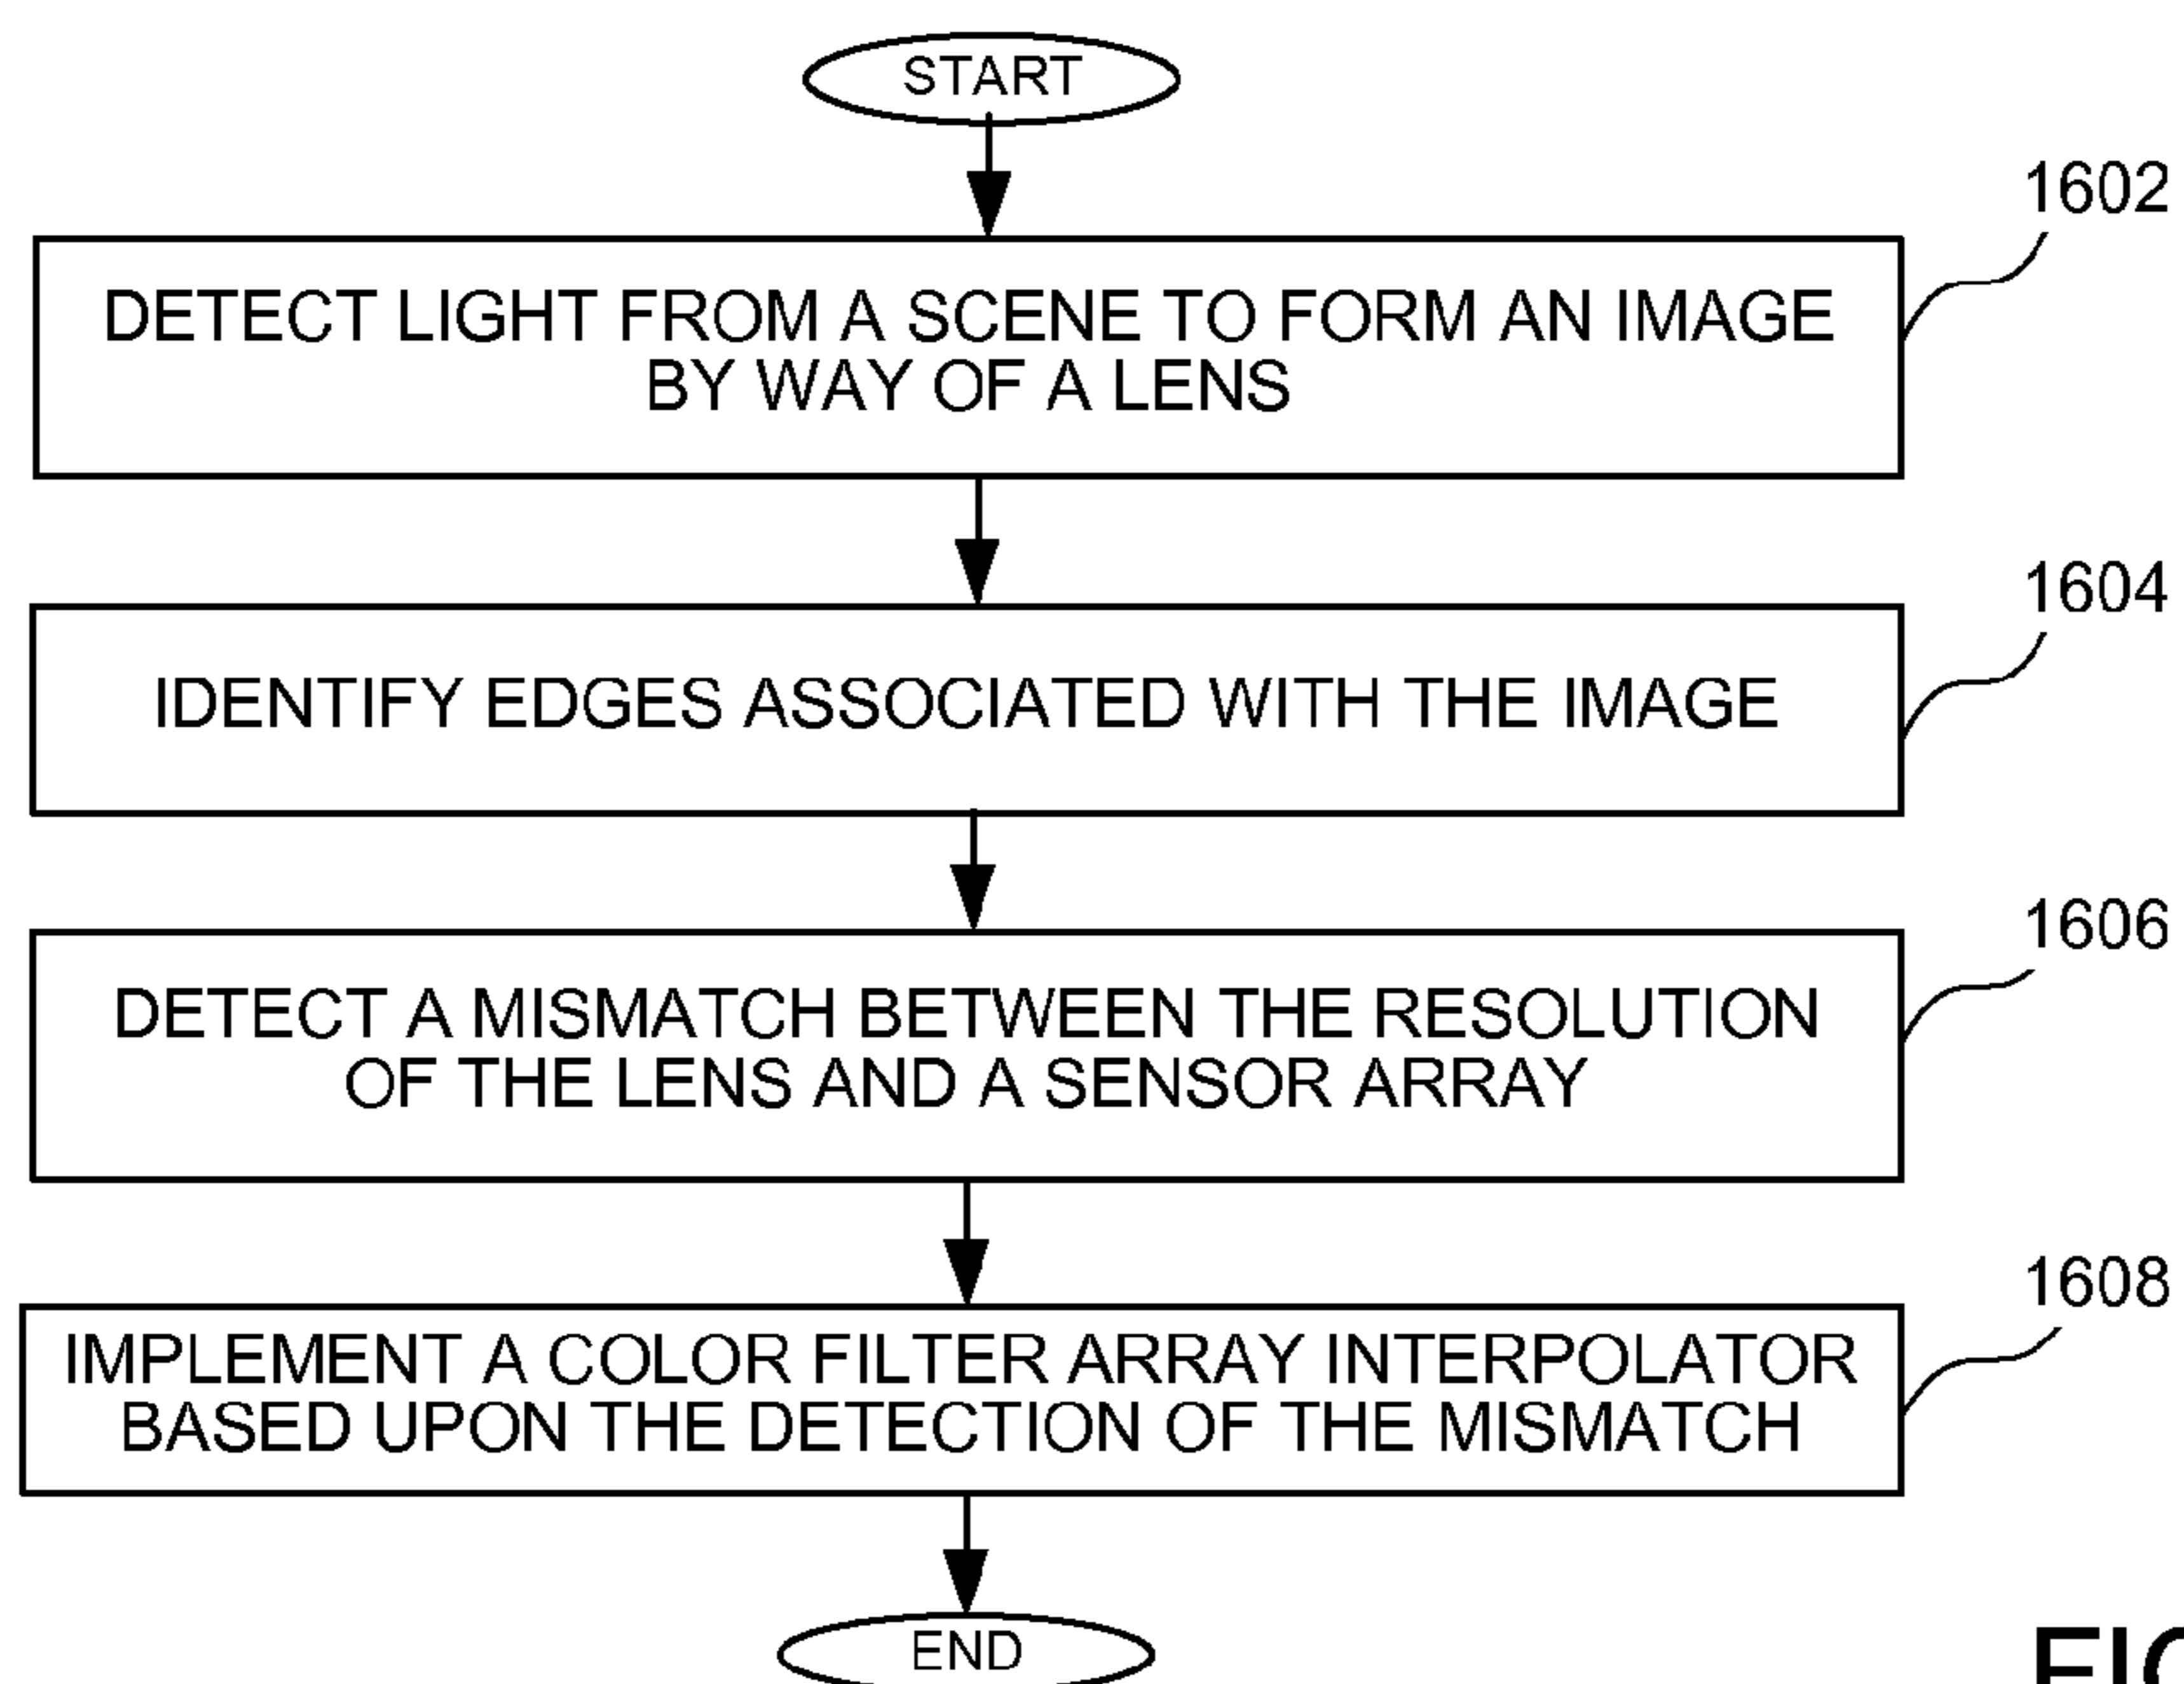 START
1602
DETECT LIGHT FROM A SCENE TO FORM AN IMAGE
BY WAY OF A LENS
1604
IDENTIFY EDGES ASSOCIATED WITH THE IMAGE
1606
DETECT A MISMATCH BETWEEN THE RESOLUTION
OF THE LENS AND A SENSOR ARRAY
1608
IMPLEMENT A COLOR FILTER ARRAY INTERPOLATOR
BASED UPON THE DETECTION OF THE MISMATCH
END